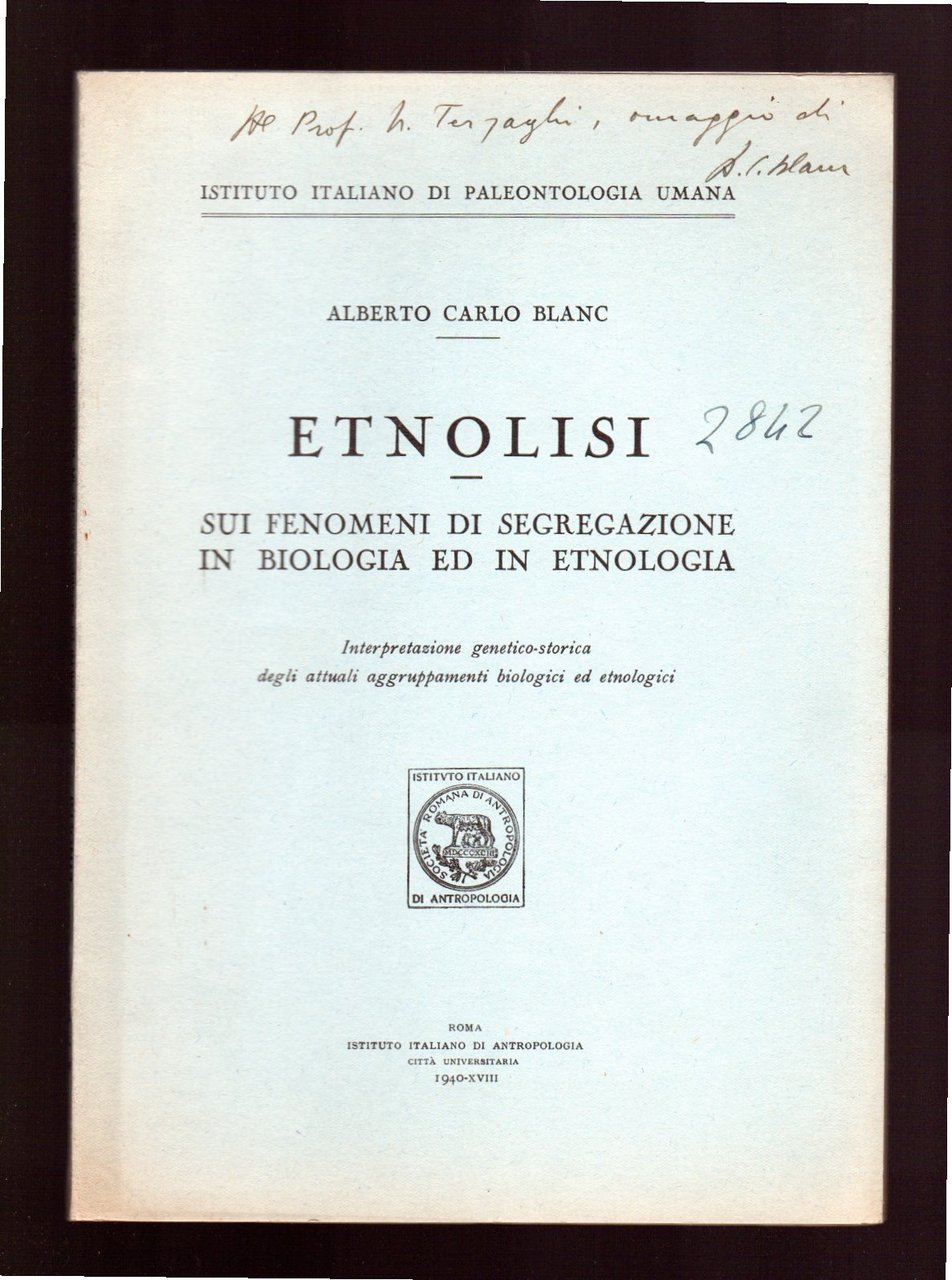 Al Prof. N. Terzaghi, omaggio di
A. C. Blanc
ISTITUTO ITALIANO DI PALEONTOLOGIA UMANA
ALBERTO CARLO BLANC
ETNOLISI
2842
SUI FENOMENI DI SEGREGAZIONE
IN BIOLOGIA ED IN ETNOLOGIA
Interpretazione genetico-storica
degli attuali aggruppamenti biologici ed etnologici
ISTITVTO ITALIANO
SOCIETÀ ROMANA DI ANTROPOLOGIA
DI ANTROPOLOGIA
ROMA
ISTITUTO ITALIANO DI ANTROPOLOGIA
CITTÀ UNIVERSITARIA
1940-XVIII